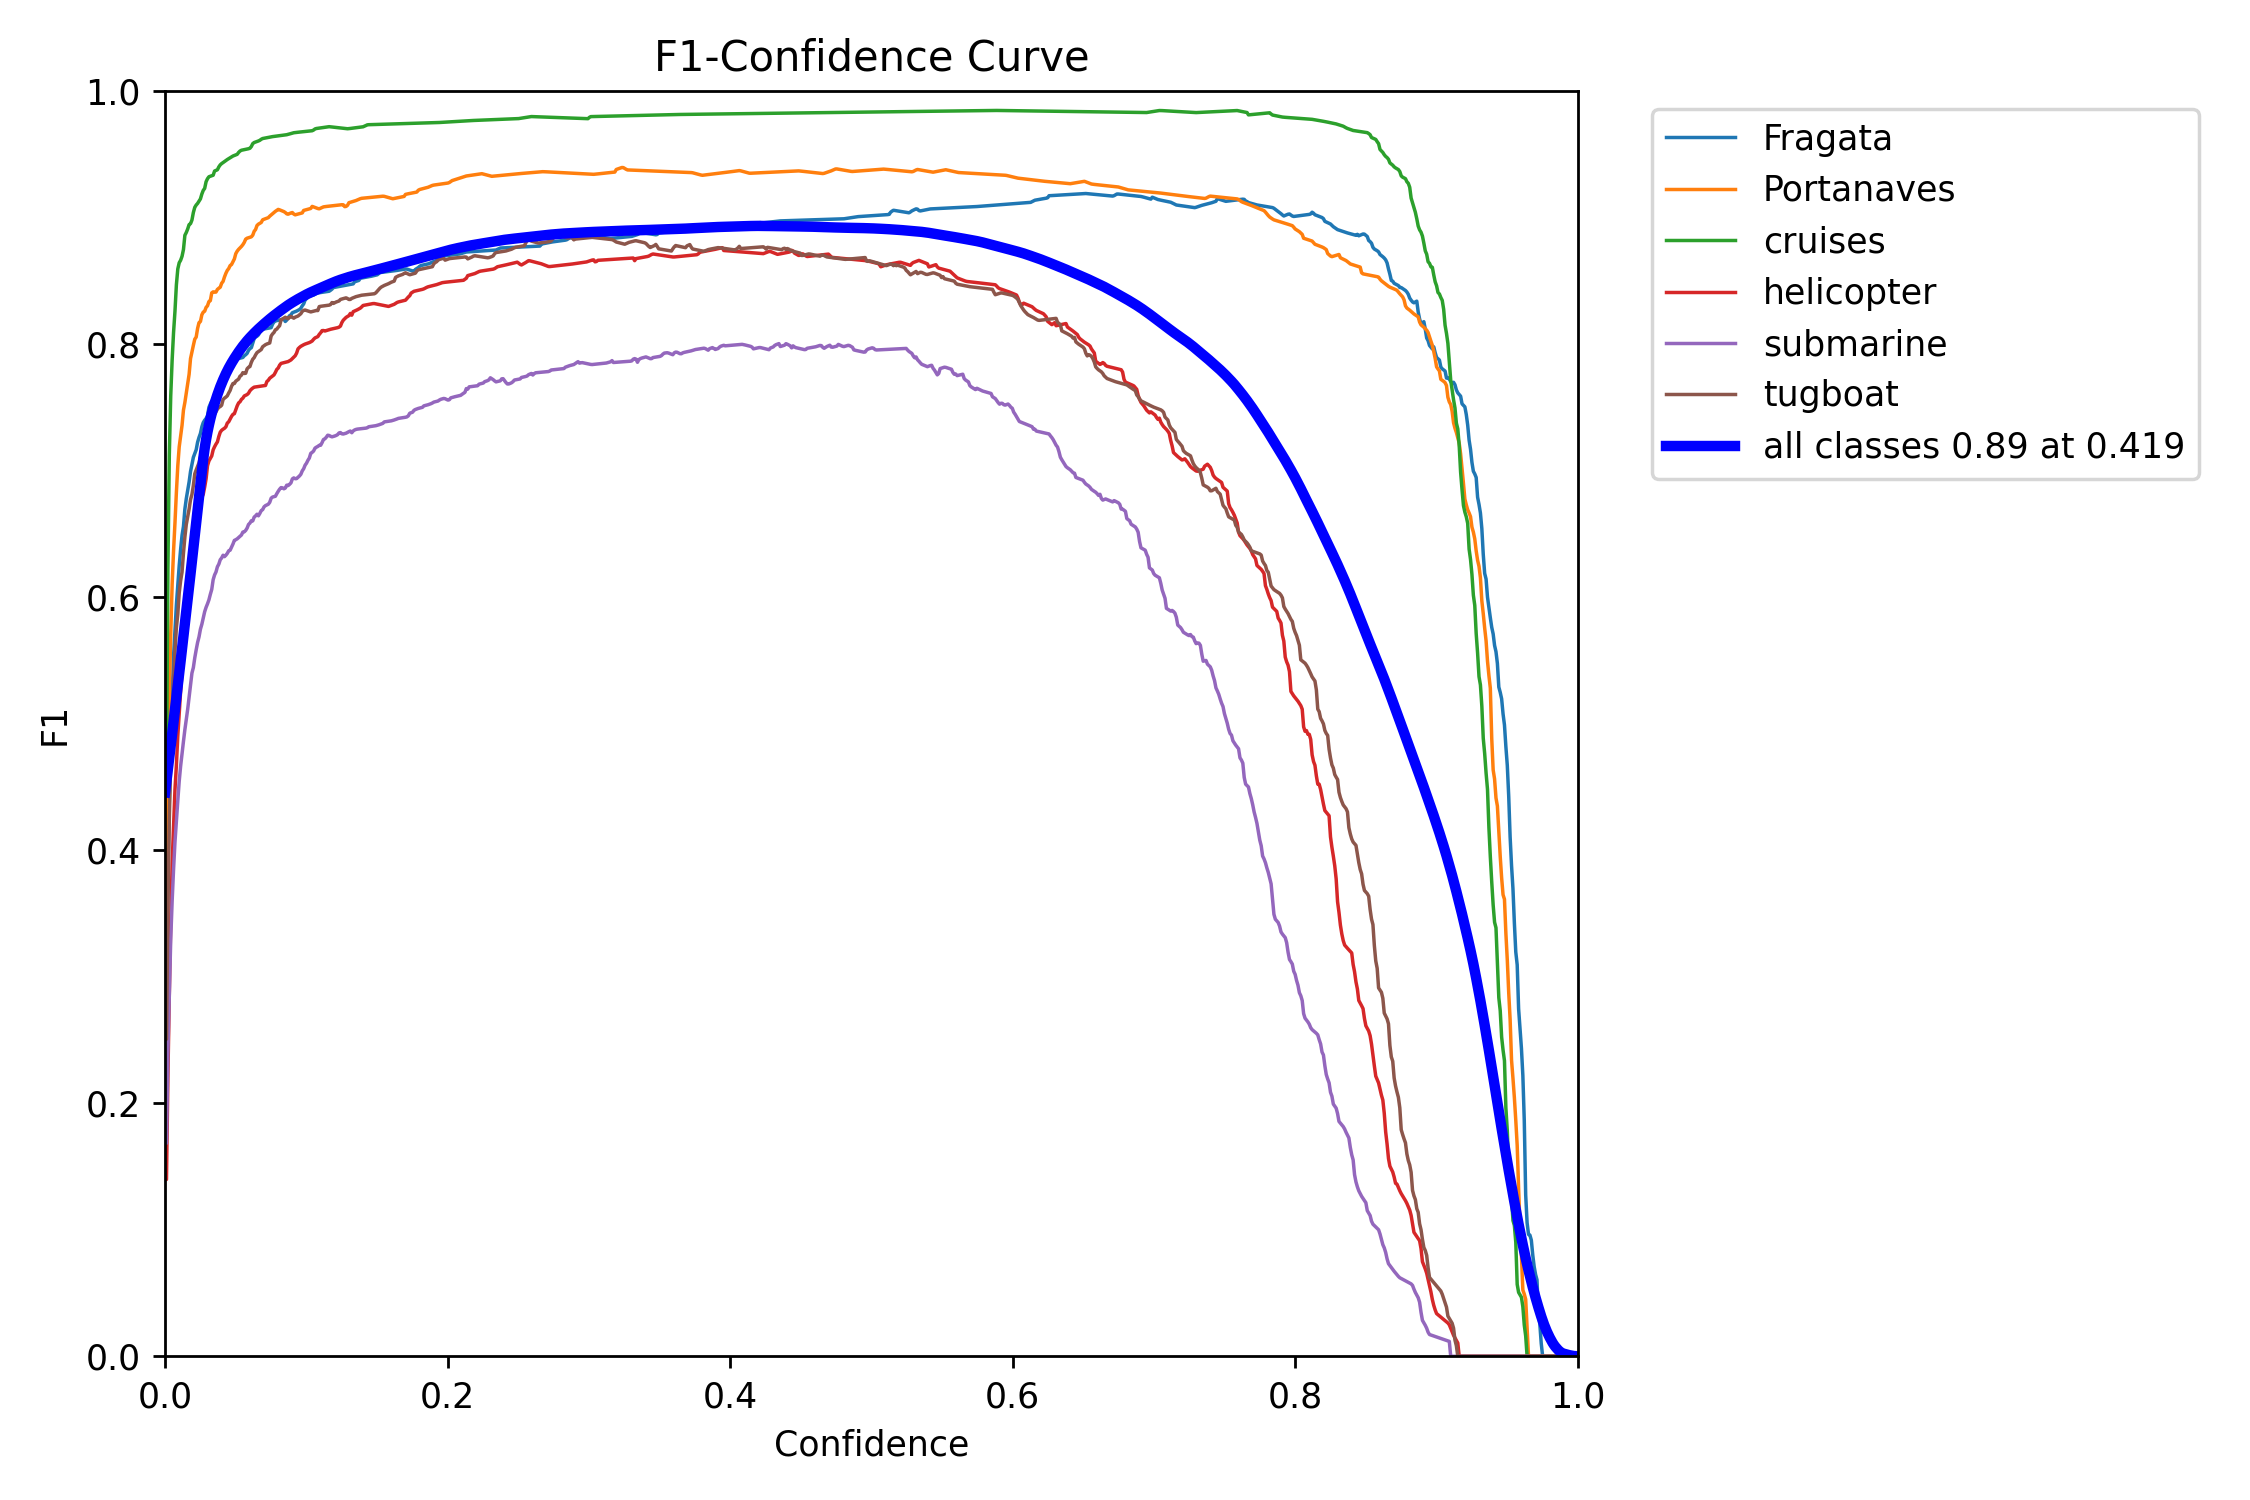 F1-Confidence Curve
1.0
0.8
0.6
0.4
0.2
0.0
F1
0.0 0.2 0.4 0.6 0.8 1.0
Confidence
Fragata
Portanaves
cruises
helicopter
submarine
tugboat
all classes 0.89 at 0.419